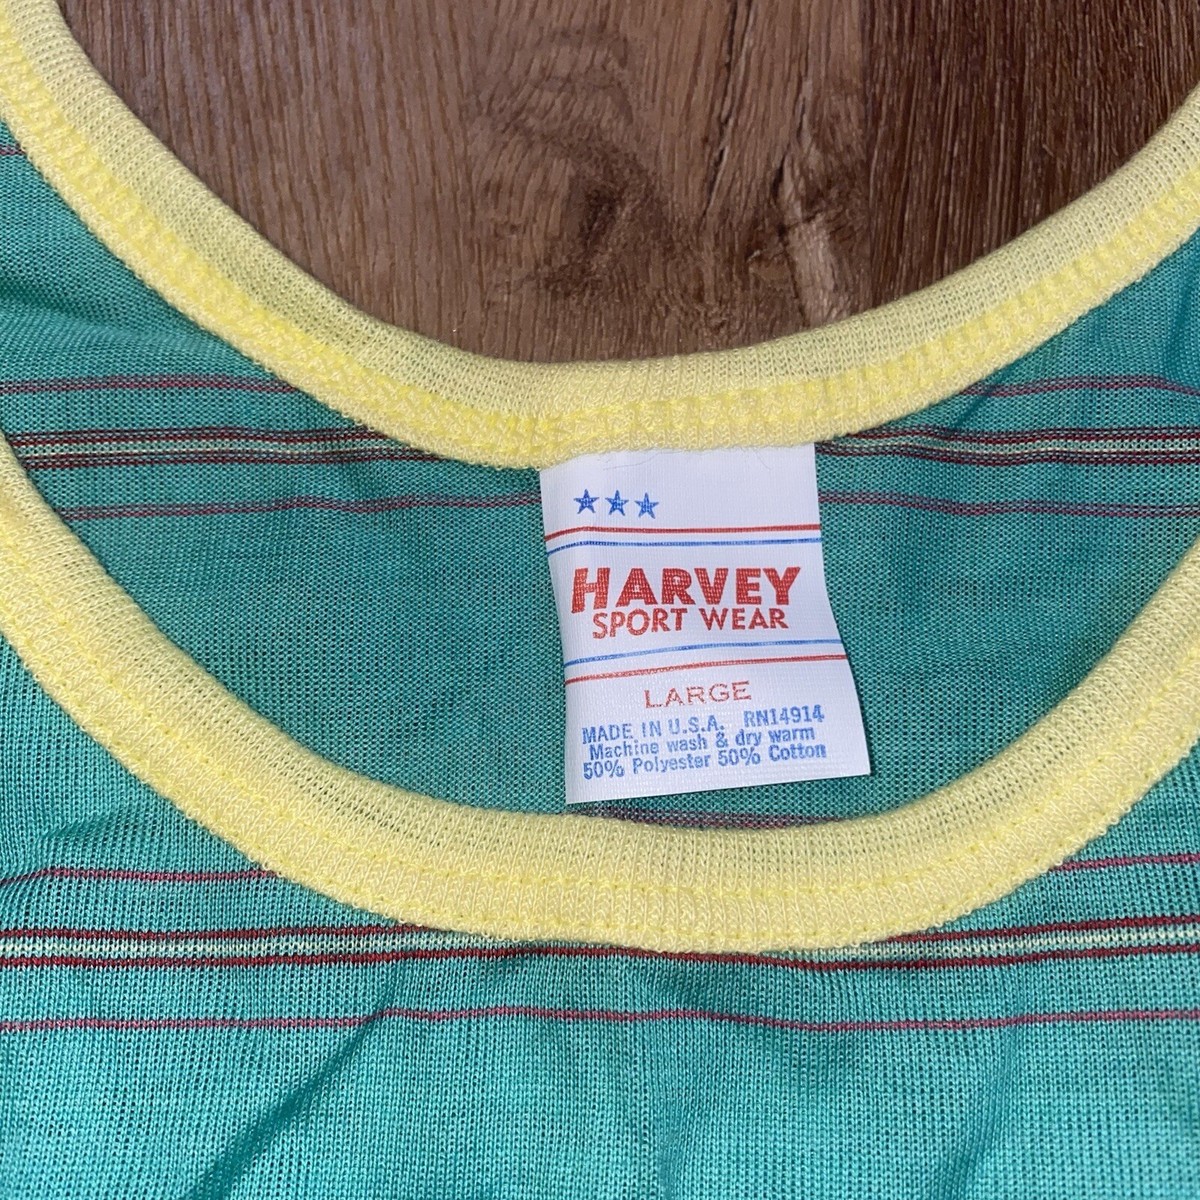 HARVEY
SPORT WEAR
LARGE
MADE IN U.S.A. RN14914
Machine wash & dry warm
50% Polyester 50% Cotton